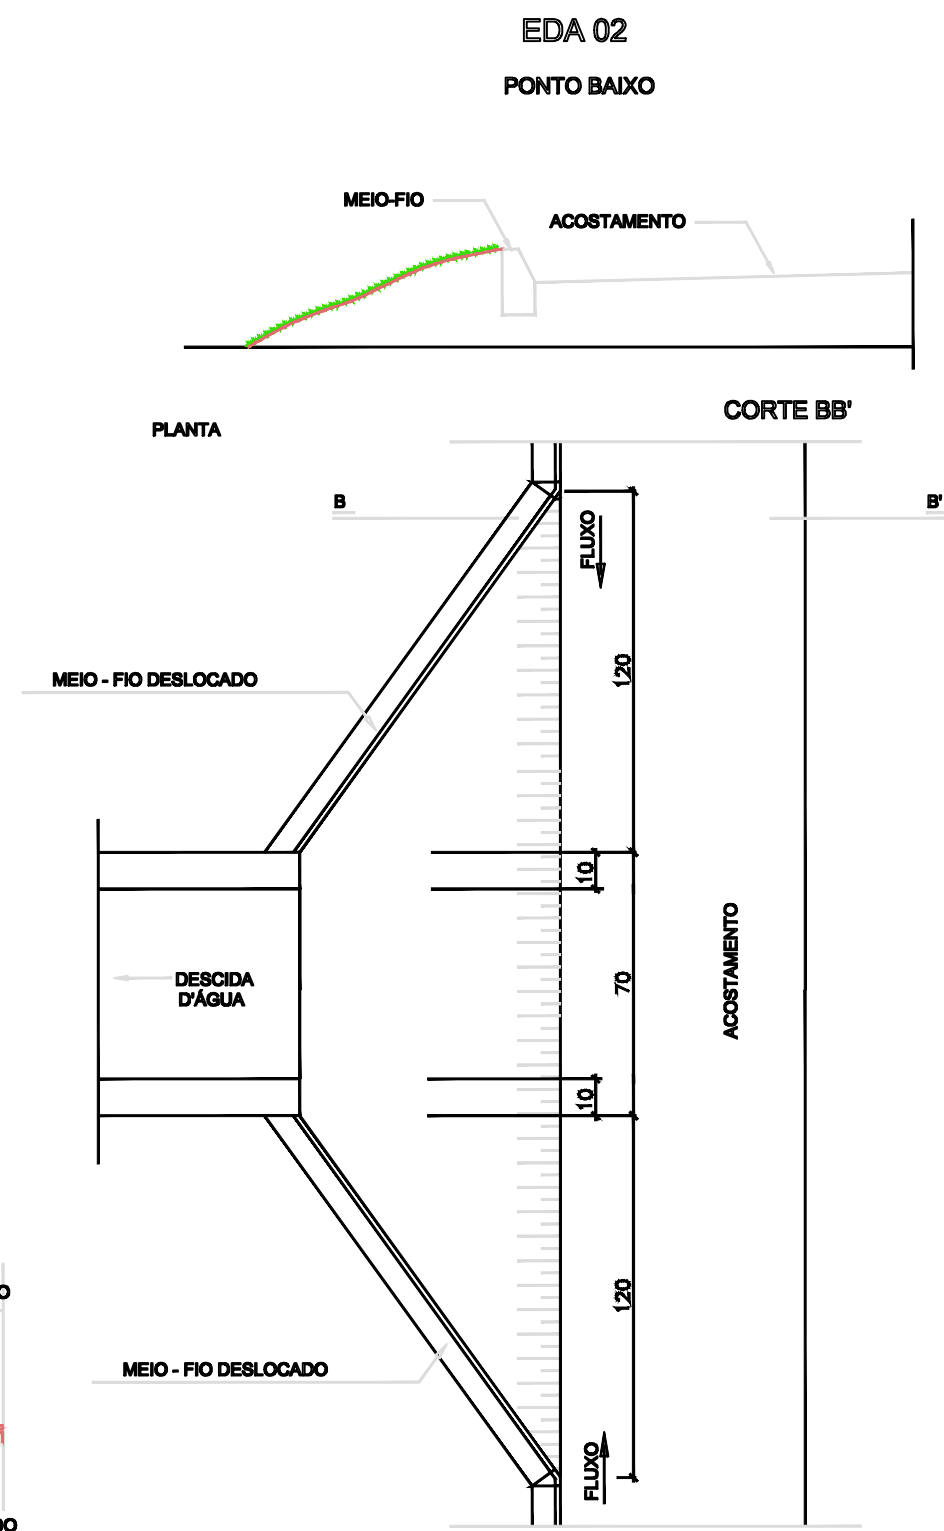 EDA 02
PONTO BAIXO
MEIO-FIO
ACOSTAMENTO
CORTE BB'
PLANTA
B
B'
FLUXO
120
MEIO - FIO DESLOCADO
10
DESCIDA
D'ÁGUA
70
ACOSTAMENTO
10
120
MEIO - FIO DESLOCADO
FLUXO